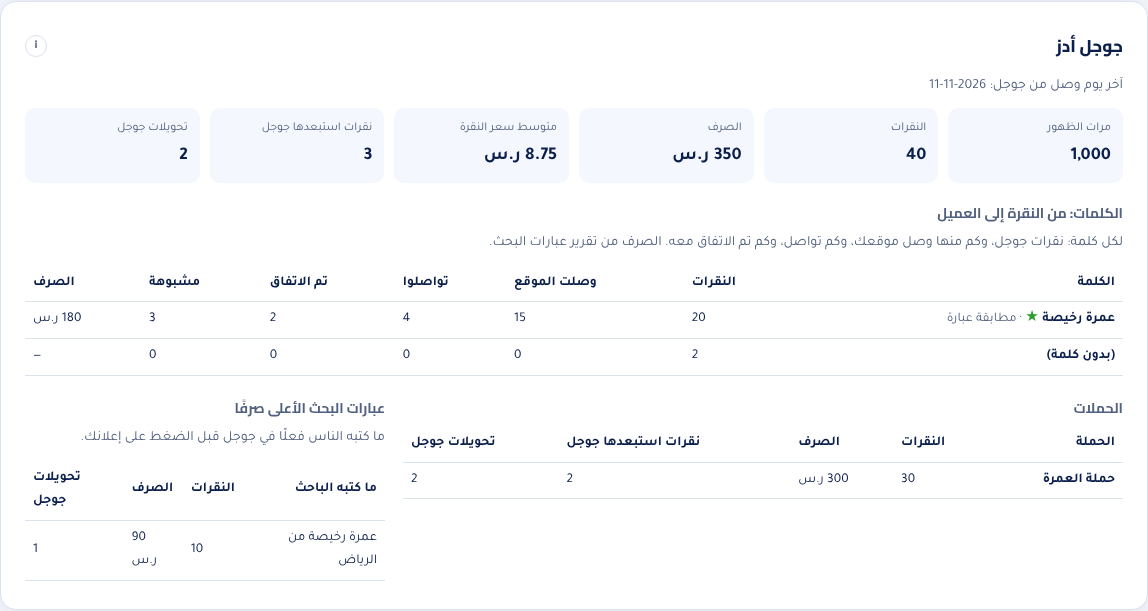 جوجل أدز
i
آخر يوم وصل من جوجل: 2026-11-11
مرات الظهور
1,000
النقرات
40
الصرف
350 ر.س
متوسط سعر النقرة
8.75 ر.س
نقرات استبعدها جوجل
3
تحويلات جوجل
2
الكلمات: من النقرة إلى العميل
لكل كلمة: نقرات جوجل، وكم منها وصل موقعك، وكم تواصل، وكم تم الاتفاق معه. الصرف من تقرير عبارات البحث.
الكلمة النقرات وصلت الموقع تواصلوا تم الاتفاق مشبوهة الصرف
عمرة رخيصة ★ · مطابقة عبارة 20 15 4 2 3 180 ر.س
(بدون كلمة) 2 0 0 0 0 –
الحملات
الحملة النقرات الصرف نقرات استبعدها جوجل تحويلات جوجل
حملة العمرة 30 300 ر.س 2 2
عبارات البحث الأعلى صرفًا
ما كتبه الناس فعلًا في جوجل قبل الضغط على إعلانك.
ما كتبه الباحث النقرات الصرف تحويلات
جوجل
عمرة رخيصة من
الرياض
10
90
ر.س
1